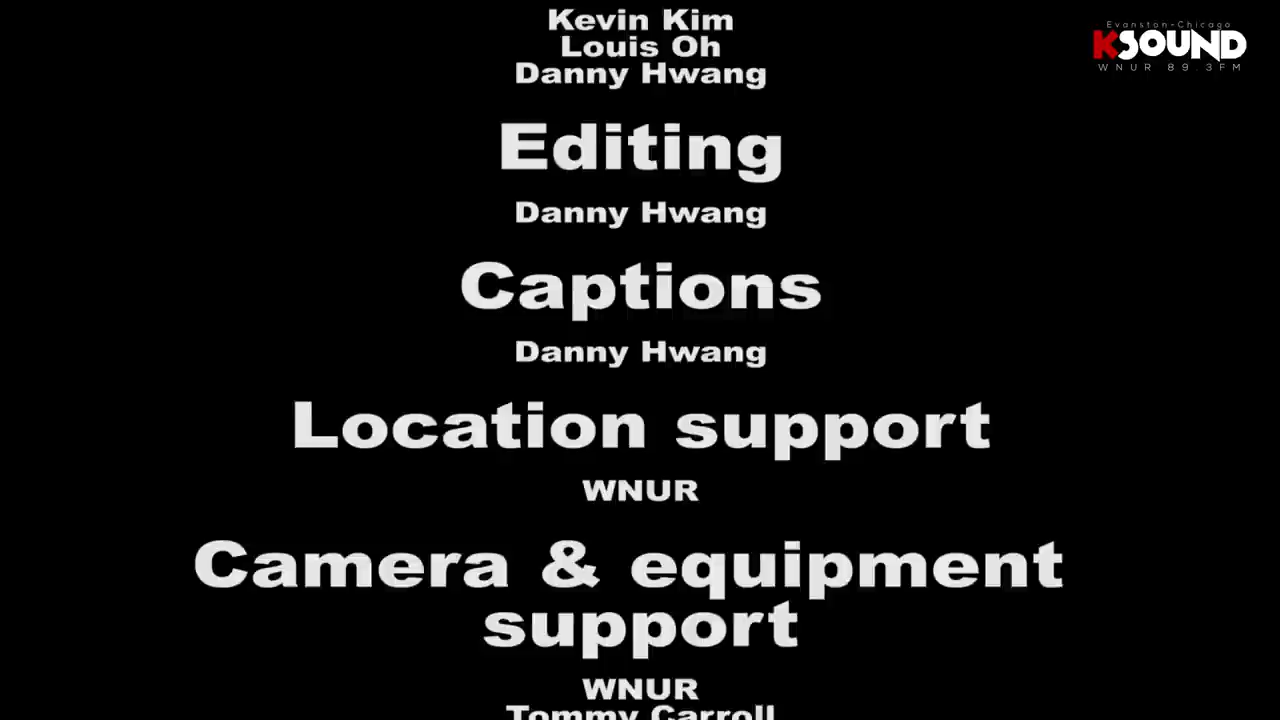 Kevin Kim
Louis Oh
Danny Hwang
Evanston-Chicago
KSOUND
WNUR 89.3FM
Editing
Danny Hwang
Captions
Danny Hwang
Location support
WNUR
Camera & equipment
support
WNUR
Tommy Carroll